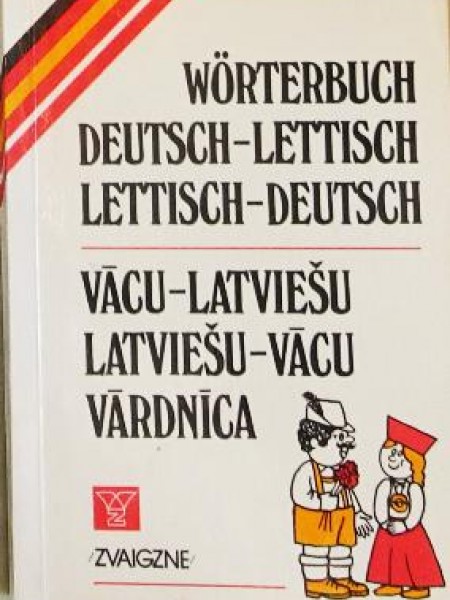 WÖRTERBUCH
DEUTSCH-LETTISCH
LETTISCH-DEUTSCH
VĀCU-LATVIEŠU
LATVIEŠU-VĀCU
VĀRDNĪCA
Z
/ZVAIGZNE/